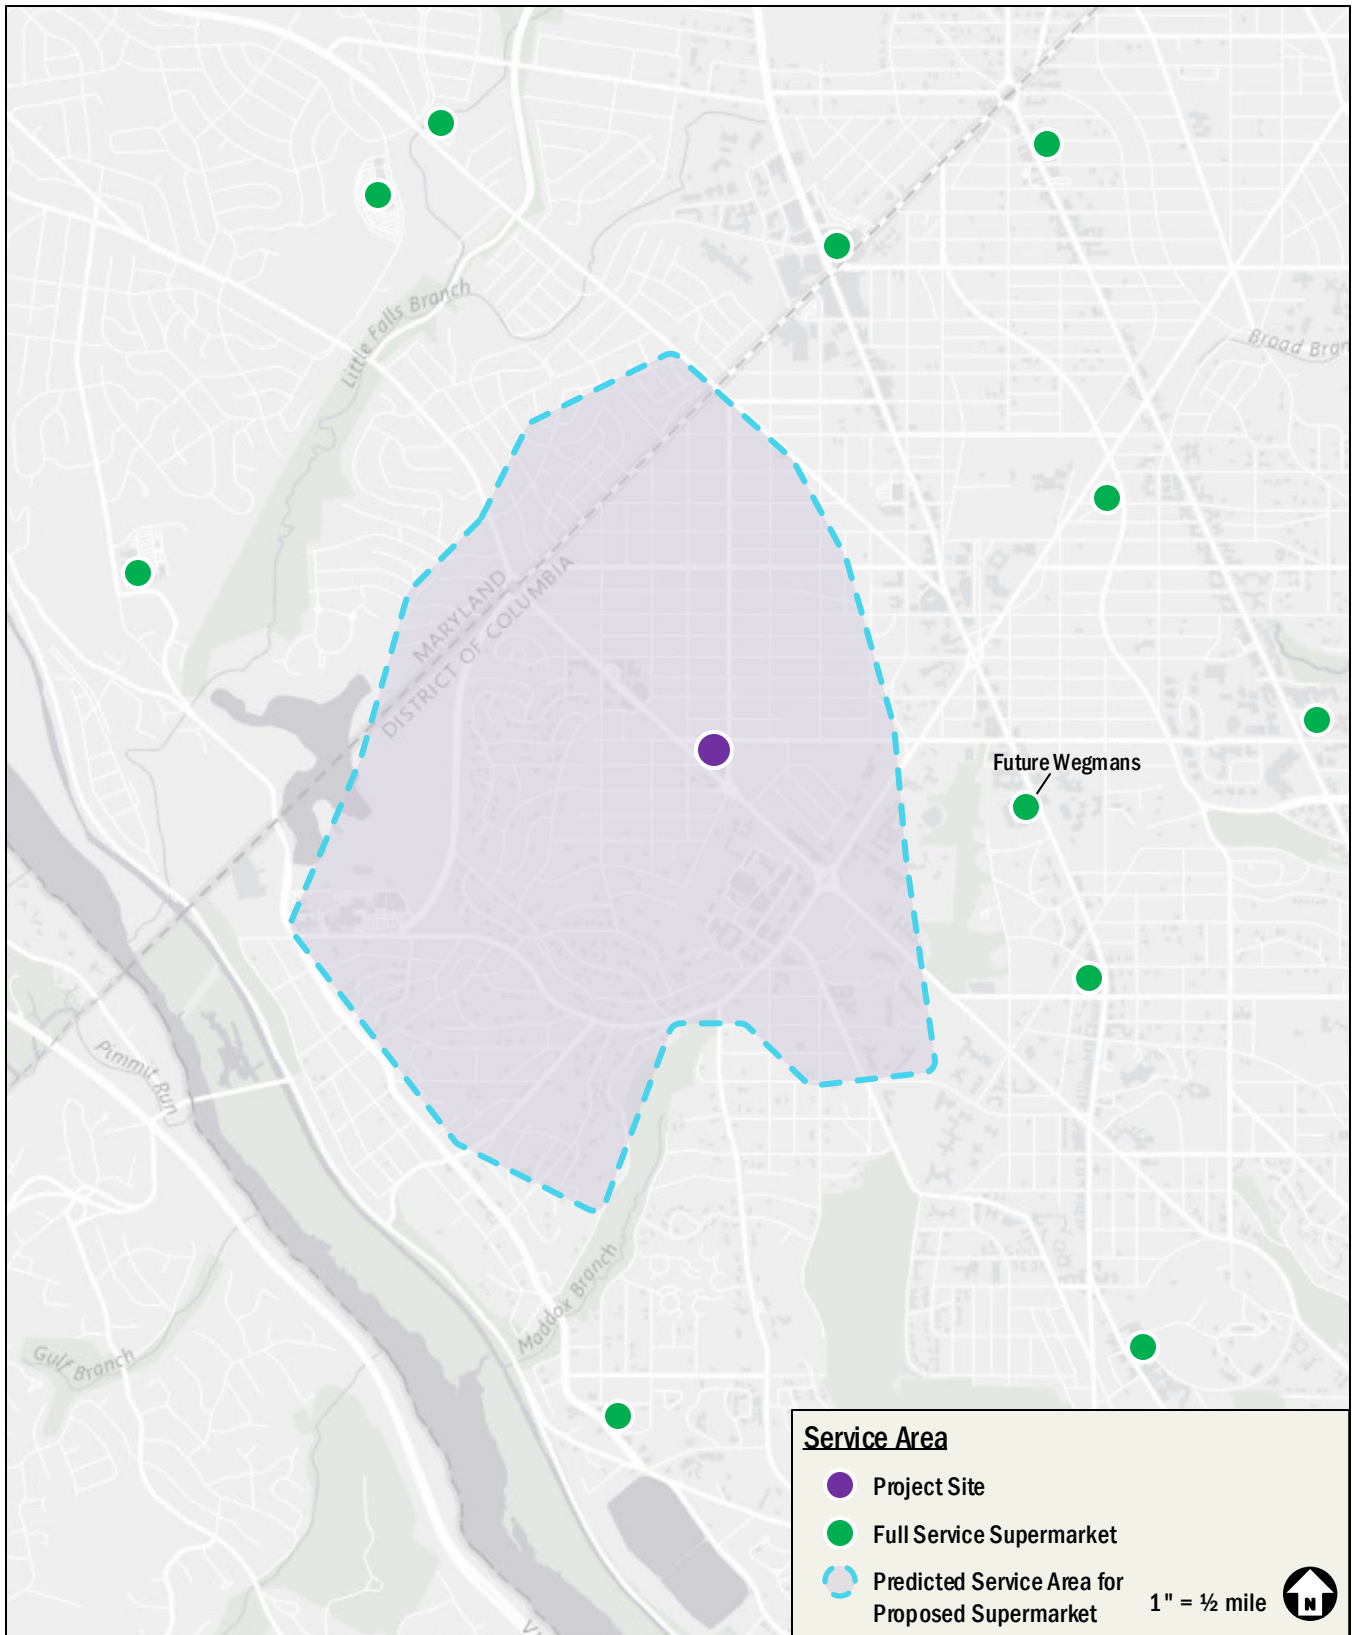 Little Falls Branch
Broad Bran
MARYLAND
DISTRICT OF COLUMBIA
Future Wegmans
Pimmit Run
Maddox Branch
Gulf Branch
Service Area
Project Site
Full Service Supermarket
Predicted Service Area for
Proposed Supermarket
1" = ½ mile
N